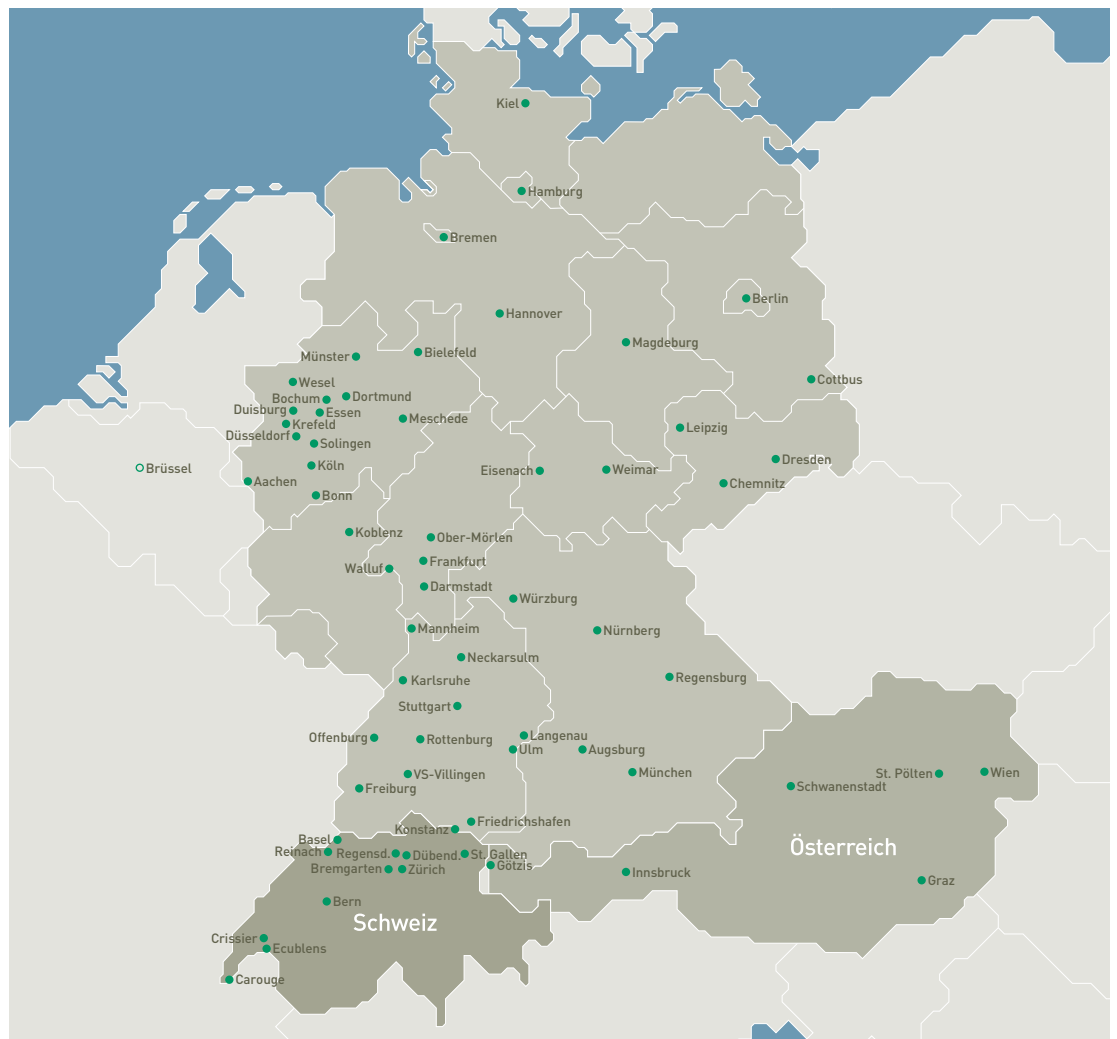 Kiel
Hamburg
Bremen
Berlin
Hannover
Magdeburg
Bielefeld
Münster
Cottbus
Wesel
Dortmund
Bochum
Duisburg
Essen
Meschede
Krefeld
Leipzig
Düsseldorf
Solingen
Dresden
Köln
Brüssel
Eisenach
Weimar
Aachen
Chemnitz
Bonn
Koblenz
Ober-Mörlen
Frankfurt
Walluf
Darmstadt
Würzburg
Mannheim
Nürnberg
Neckarsulm
Regensburg
Karlsruhe
Stuttgart
Langenau
Offenburg
Rottenburg
Ulm
Augsburg
München
St. Pölten
Wien
VS-Villingen
Schwanenstadt
Freiburg
Friedrichshafen
Konstanz
Basel
Österreich
Reinach
Regensd.
Dübend.
St. Gallen
Götzis
Bremgarten
Zürich
Innsbruck
Graz
Bern
Schweiz
Crissier
Ecublens
Carouge